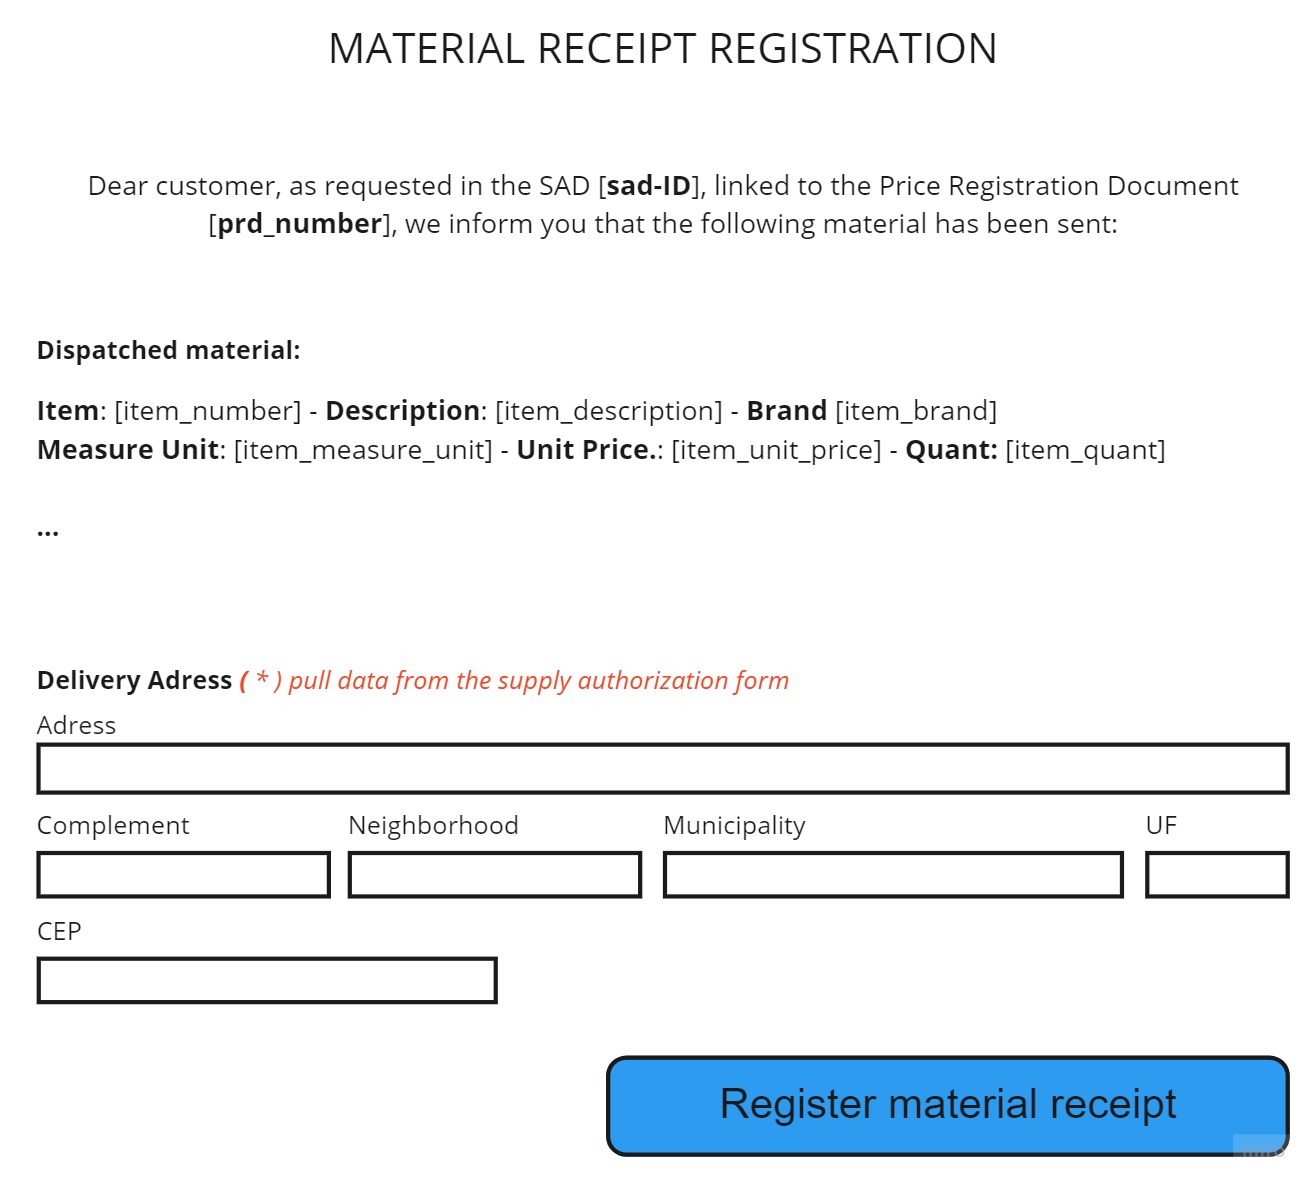 MATERIAL RECEIPT REGISTRATION
Dear customer, as requested in the SAD [sad-ID], linked to the Price Registration Document
[prd_number], we inform you that the following material has been sent:
Dispatched material:
Item: [item_number] - Description: [item_description] - Brand [item_brand]
Measure Unit: [item_measure_unit] - Unit Price.: [item_unit_price] - Quant: [item_quant]
...
Delivery Adress ( * ) pull data from the supply authorization form
Adress
Complement Neighborhood Municipality UF
CEP
Register material receipt
miro